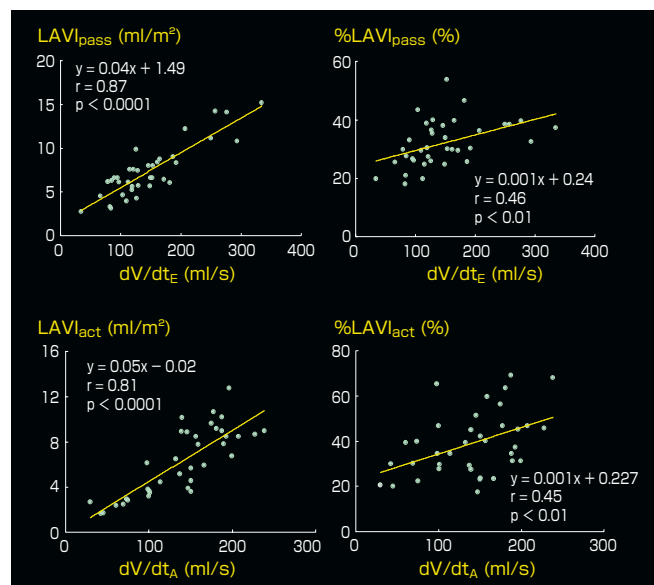 LAVIpass (ml/m²)
20
15
10
5
0
y = 0.04x + 1.49
r = 0.87
p < 0.0001
0 100 200 300 400
dV/dtE (ml/s)
%LAVIpass (%)
60
40
20
0
y = 0.001x + 0.24
r = 0.46
p < 0.01
0 100 200 300 400
dV/dtE (ml/s)
LAVIact (ml/m²)
16
12
8
4
0
y = 0.05x – 0.02
r = 0.81
p < 0.0001
0 100 200 300
dV/dtA (ml/s)
%LAVIact (%)
80
60
40
20
0
y = 0.001x + 0.227
r = 0.45
p < 0.01
0 100 200 300
dV/dtA (ml/s)